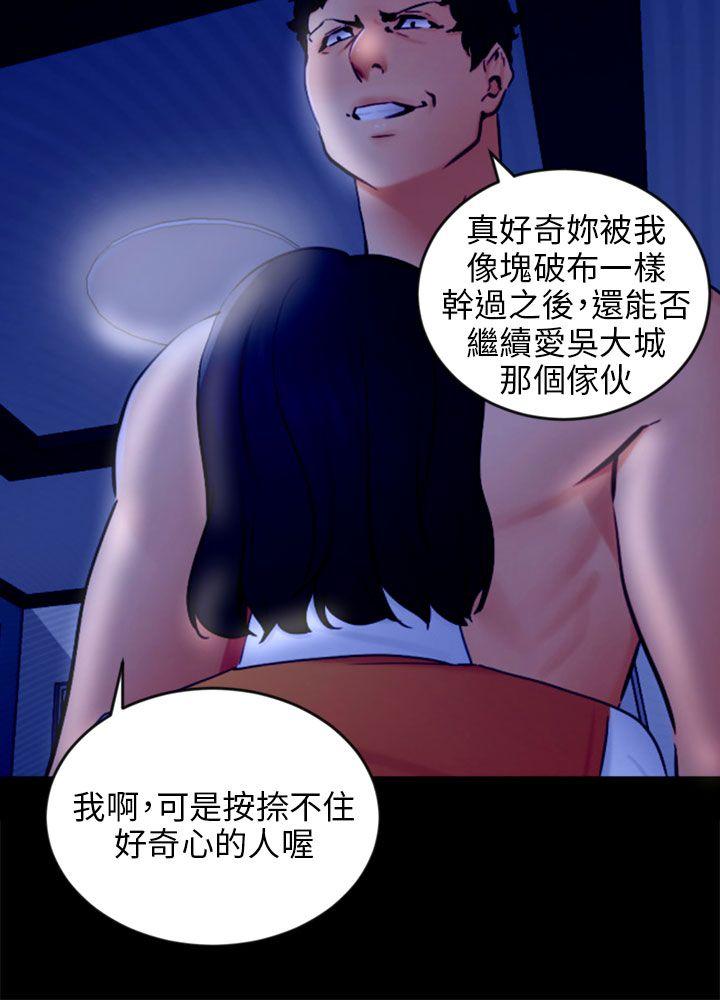 真好奇妳被我
像塊破布一樣
幹過之後,還能否
繼續愛吳大城
那個傢伙
我啊,可是按捺不住
好奇心的人喔